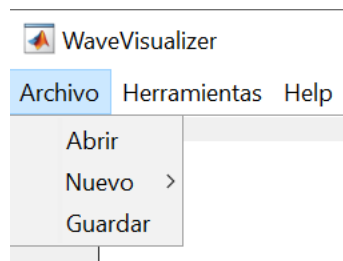 WaveVisualizer
Archivo Herramientas Help
Abrir
Nuevo >
Guardar